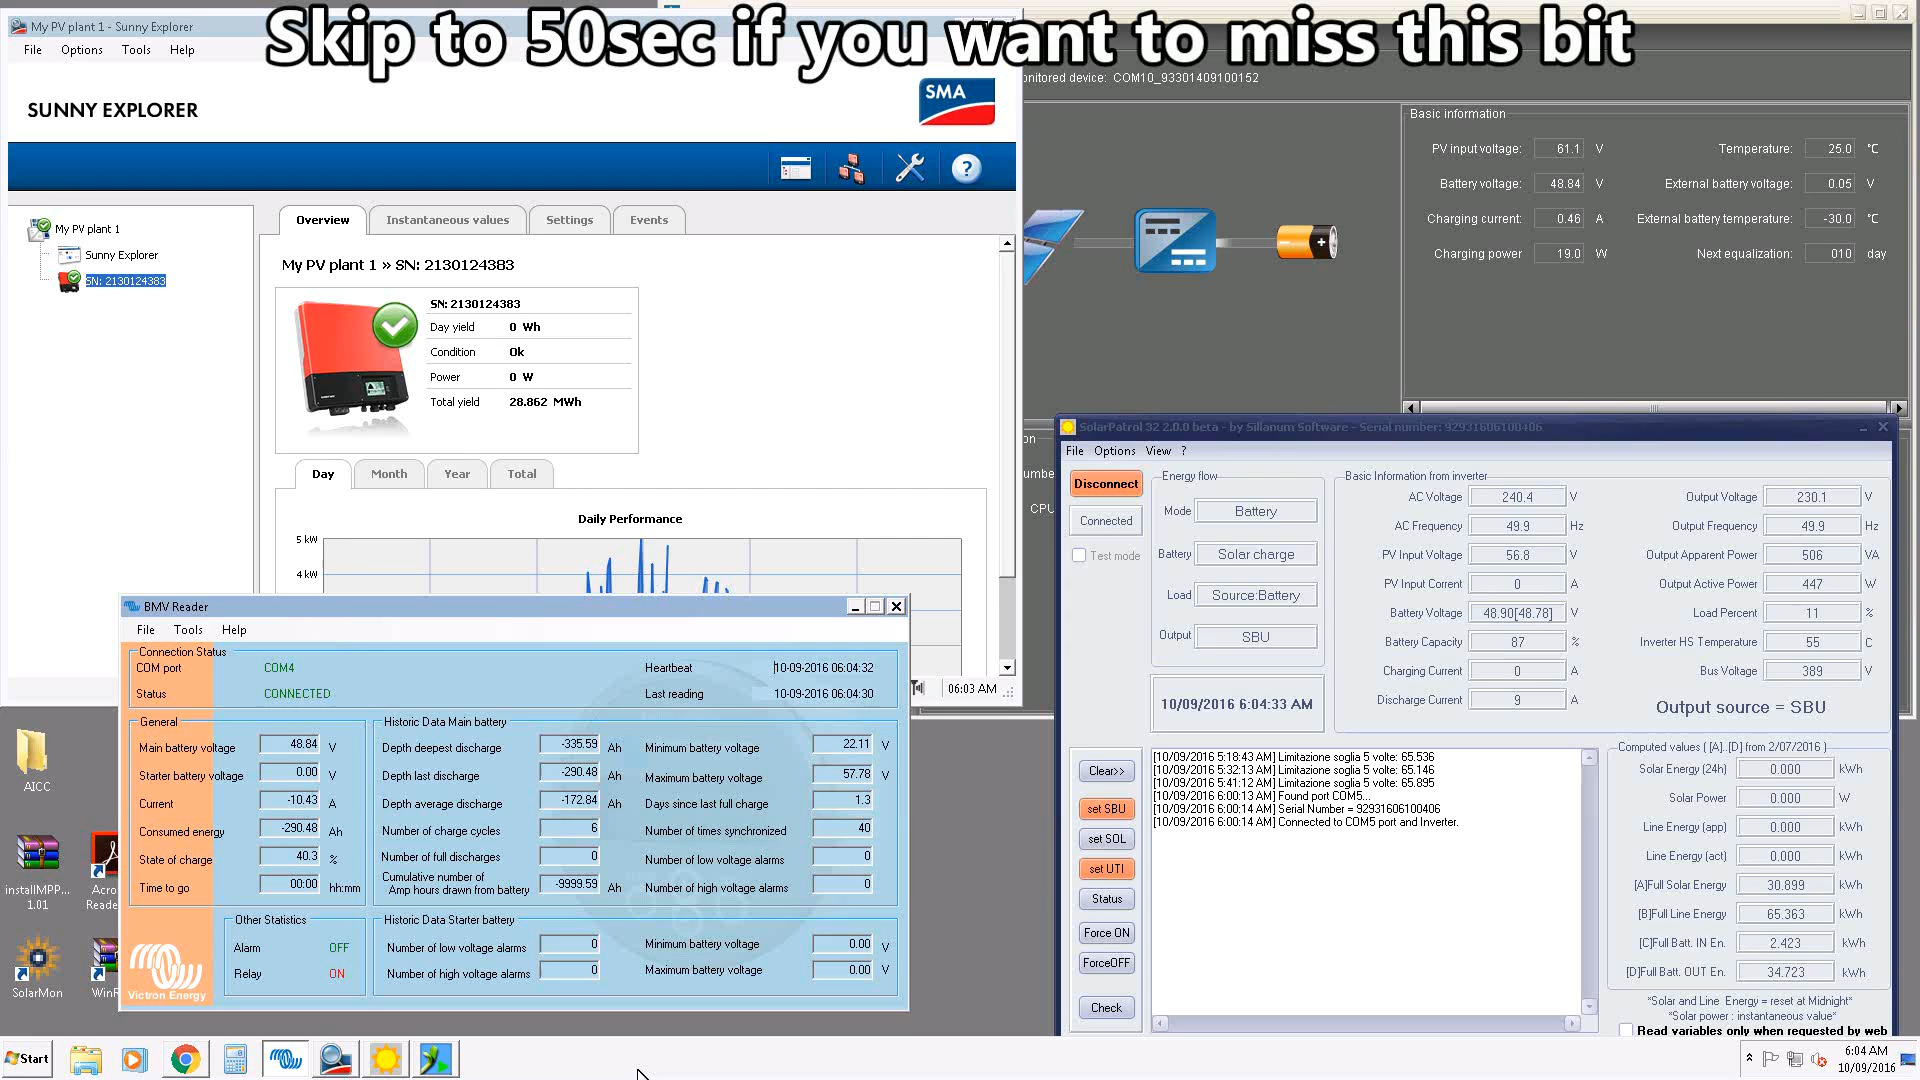 Skip to 50sec if you want to miss this bit
My PV plant 1 - Sunny Explorer
File Options Tools Help
SUNNY EXPLORER
SMA
My PV plant 1
Sunny Explorer
SN: 2130124383
Overview Instantaneous values Settings Events
My PV plant 1 » SN: 2130124383
SN: 2130124383
Day yield 0 Wh
Condition Ok
Power 0 W
Total yield 28.862 MWh
Day Month Year Total
Daily Performance
5 kW
4 kW
06:03 AM
nitored device: COM10_93301409100152
Basic information
PV input voltage: 61.1 V Temperature: 25.0 °C
Battery voltage: 48.84 V External battery voltage: 0.05 V
Charging current: 0.46 A External battery temperature: -30.0 °C
Charging power 19.0 W Next equalization: 010 day
on
umbe
CPU
BMV Reader
File Tools Help
Connection Status
COM port COM4 Heartbeat 10-09-2016 06:04:32
Status CONNECTED Last reading 10-09-2016 06:04:30
General
Main battery voltage 48.84 V
Starter battery voltage 0.00 V
Current -10.43 A
Consumed energy -290.48 Ah
State of charge 40.3 %
Time to go 00:00 hh:mm
Historic Data Main battery
Depth deepest discharge -335.59 Ah Minimum battery voltage 22.11 V
Depth last discharge -290.48 Ah Maximum battery voltage 57.78 V
Depth average discharge -172.84 Ah Days since last full charge 1.3
Number of charge cycles 6 Number of times synchronized 40
Number of full discharges 0 Number of low voltage alarms 0
Cumulative number of
Amp hours drawn from battery -9999.59 Ah Number of high voltage alarms 0
Other Statistics
Alarm OFF
Relay ON
Historic Data Starter battery
Number of low voltage alarms 0 Minimum battery voltage 0.00 V
Number of high voltage alarms 0 Maximum battery voltage 0.00 V
victron energy
SolarPatrol 32 2.0.0 beta - by Sillanum Software - Serial number: 92931606100406
File Options View ?
Disconnect
Connected
Test mode
Energy flow
Mode Battery
Battery Solar charge
Load Source:Battery
Output SBU
10/09/2016 6:04:33 AM
Basic Information from inverter
AC Voltage 240.4 V Output Voltage 230.1 V
AC Frequency 49.9 Hz Output Frequency 49.9 Hz
PV Input Voltage 56.8 V Output Apparent Power 506 VA
PV Input Current 0 A Output Active Power 447 W
Battery Voltage 48.90[48.78] V Load Percent 11 %
Battery Capacity 87 % Inverter HS Temperature 55 C
Charging Current 0 A Bus Voltage 389 V
Discharge Current 9 A
Output source = SBU
Clear>>
set SBU
set SOL
set UTI
Status
Force ON
ForceOFF
Check
[10/09/2016 5:18:43 AM] Limitazione soglia 5 volte: 65.536
[10/09/2016 5:32:13 AM] Limitazione soglia 5 volte: 65.146
[10/09/2016 5:41:12 AM] Limitazione soglia 5 volte: 65.895
[10/09/2016 6:00:13 AM] Found port COM5...
[10/09/2016 6:00:14 AM] Serial Number = 92931606100406
[10/09/2016 6:00:14 AM] Connected to COM5 port and Inverter.
Computed values ( [A]..[D] from 2/07/2016 )
Solar Energy (24h) 0.000 kWh
Solar Power 0.000 W
Line Energy (app) 0.000 kWh
Line Energy (act) 0.000 kWh
[A]Full Solar Energy 30.899 kWh
[B]Full Line Energy 65.363 kWh
[C]Full Batt. IN En. 2.423 kWh
[D]Full Batt. OUT En. 34.723 kWh
*Solar and Line Energy = reset at Midnight*
*Solar power : instantaneous value*
Read variables only when requested by web
AICC
installMPP...
1.01
Acro
Reade
SolarMon
WinR
Start
6:04 AM
10/09/2016